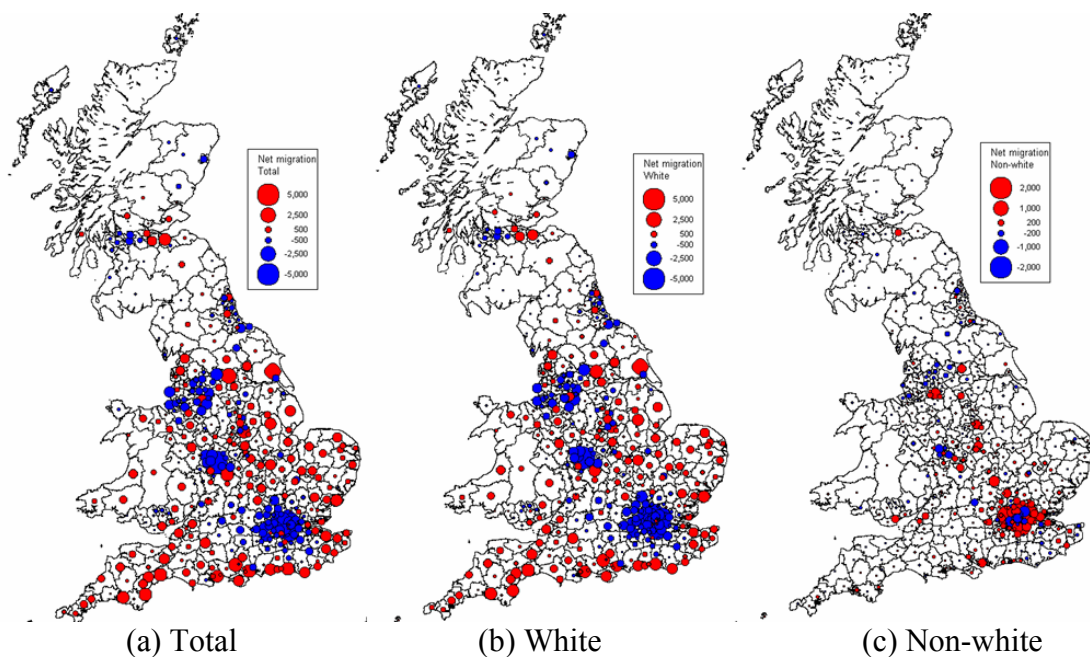 Net migration
Total
5,000
2,500
500
-500
-2,500
-5,000
Net migration
White
5,000
2,500
500
-500
-2,500
-5,000
Net migration
Non-white
2,000
1,000
200
-200
-1,000
-2,000
(a) Total
(b) White
(c) Non-white